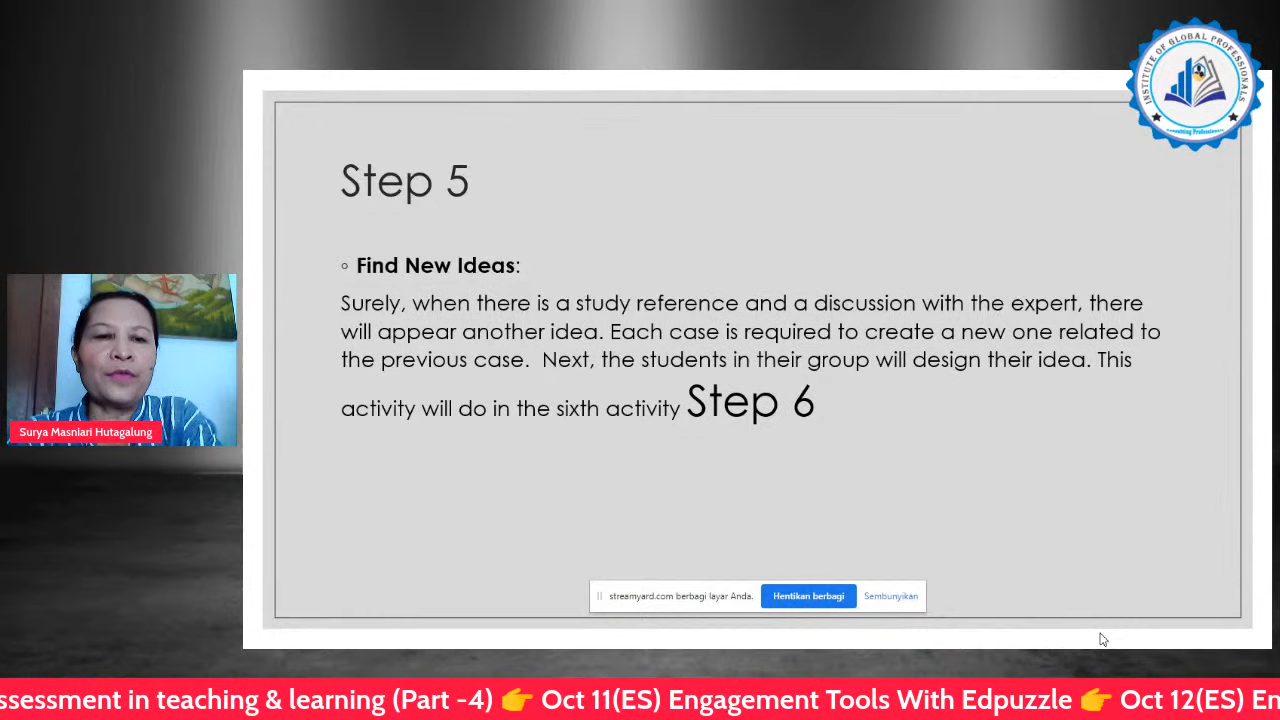 INSTITUTE OF GLOBAL PROFESSIONALS
Step 5
Find New Ideas:
Surely, when there is a study reference and a discussion with the expert, there
will appear another idea. Each case is required to create a new one related to
the previous case. Next, the students in their group will design their idea. This
activity will do in the sixth activity Step 6
Surya Masniari Hutagalung
streamyard.com berbagi layar Anda. Hentikan berbagi Sembunyikan
ssessment in teaching & learning (Part -4) 👉 Oct 11(ES) Engagement Tools With Edpuzzle 👉 Oct 12(ES) En